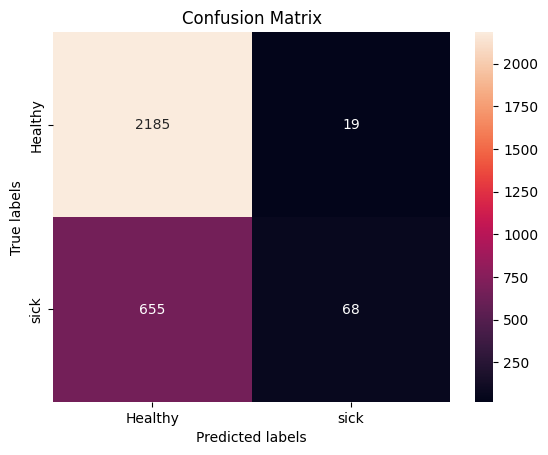 Confusion Matrix
True labels
Healthy
sick
2185
19
655
68
Healthy
sick
Predicted labels
2000
1750
1500
1250
1000
750
500
250